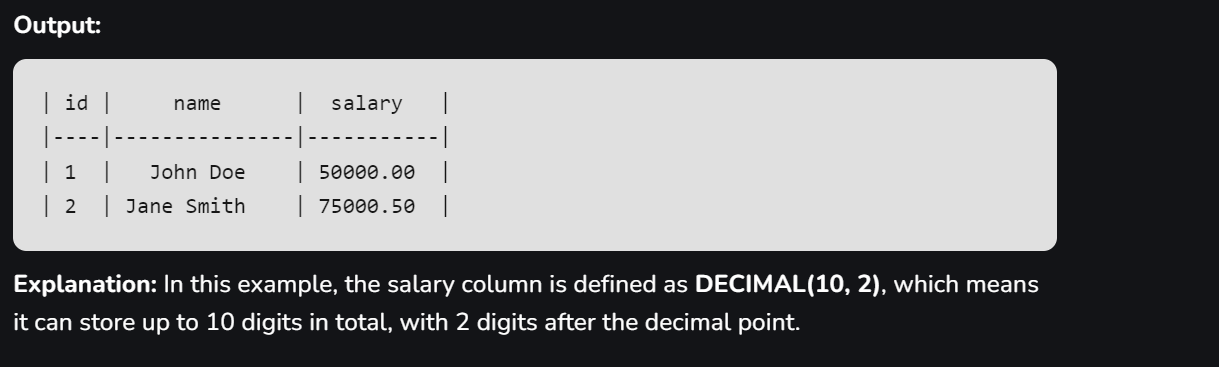 Output:
| id |     name      |  salary   |
|----|---------------|-----------|
| 1  |   John Doe    | 50000.00  |
| 2  | Jane Smith    | 75000.50  |
Explanation: In this example, the salary column is defined as DECIMAL(10, 2), which means
it can store up to 10 digits in total, with 2 digits after the decimal point.